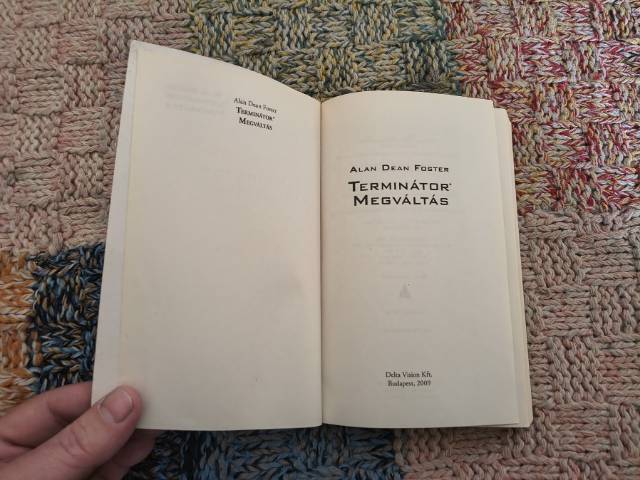 Alan Dean Foster
TERMINÁTOR®
MEGVÁLTÁS
ALAN DEAN FOSTER
TERMINÁTOR®
MEGVÁLTÁS
Delta Vision Kft.
Budapest, 2009